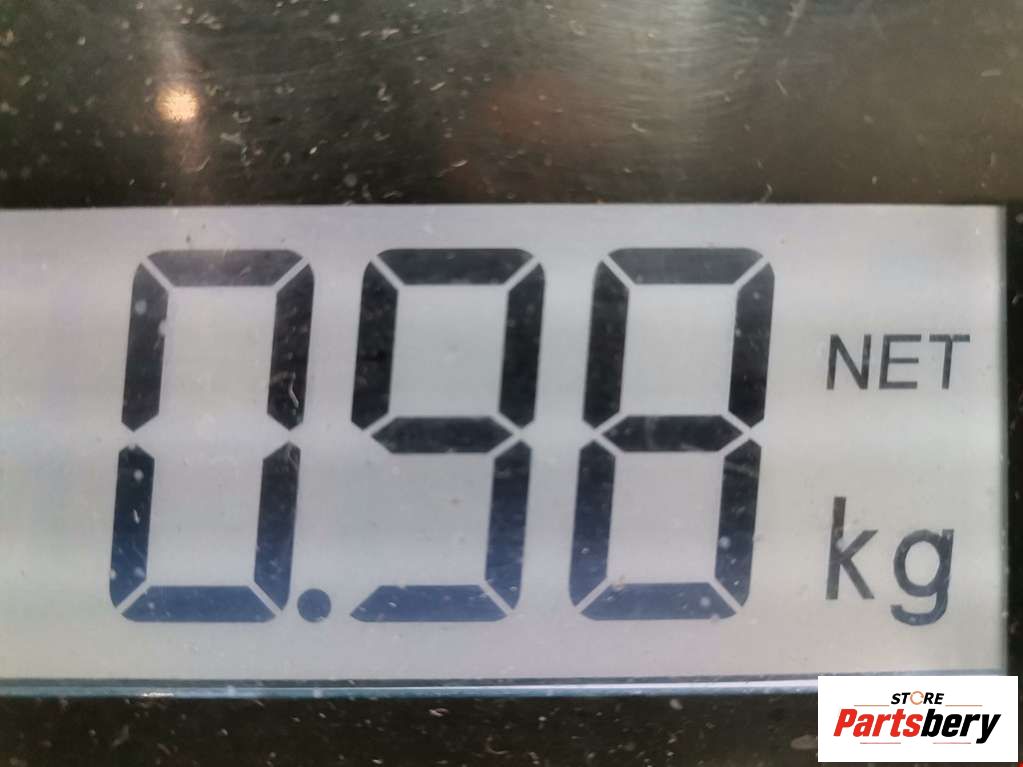 0.98
NET
kg
STORE
Partsbery